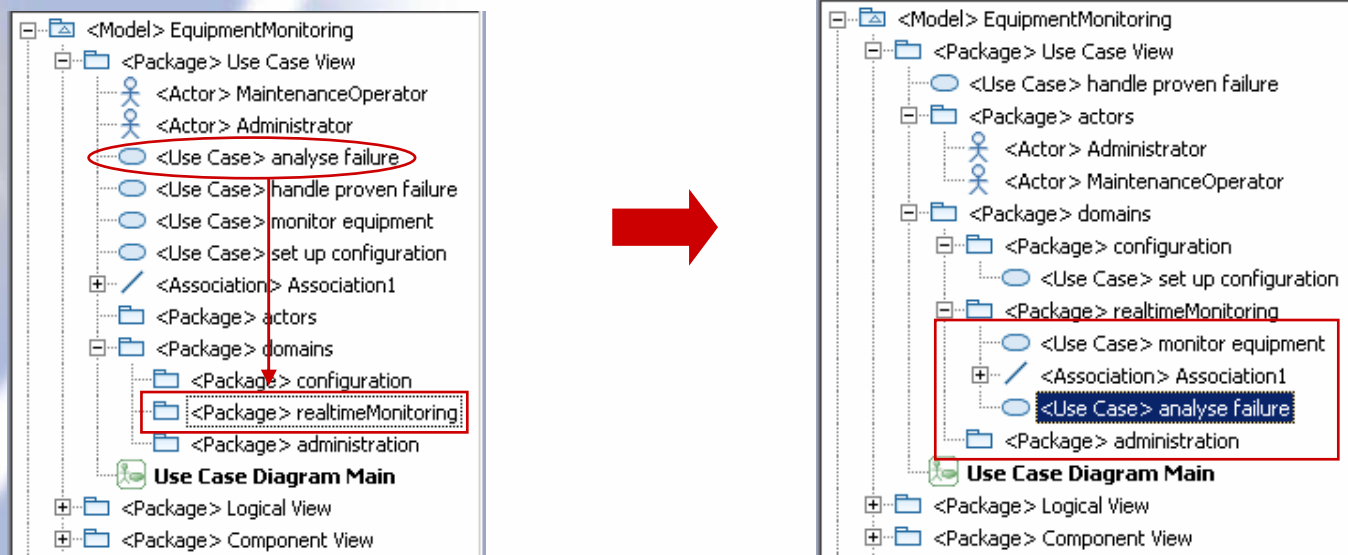 <Model> EquipmentMonitoring
<Package> Use Case View
<Actor> MaintenanceOperator
<Actor> Administrator
<Use Case> analyse failure
<Use Case> handle proven failure
<Use Case> monitor equipment
<Use Case> set up configuration
<Association> Association1
<Package> actors
<Package> domains
<Package> configuration
<Package> realtimeMonitoring
<Package> administration
Use Case Diagram Main
<Package> Logical View
<Package> Component View
<Model> EquipmentMonitoring
<Package> Use Case View
<Use Case> handle proven failure
<Package> actors
<Actor> Administrator
<Actor> MaintenanceOperator
<Package> domains
<Package> configuration
<Use Case> set up configuration
<Package> realtimeMonitoring
<Use Case> monitor equipment
<Association> Association1
<Use Case> analyse failure
<Package> administration
Use Case Diagram Main
<Package> Logical View
<Package> Component View